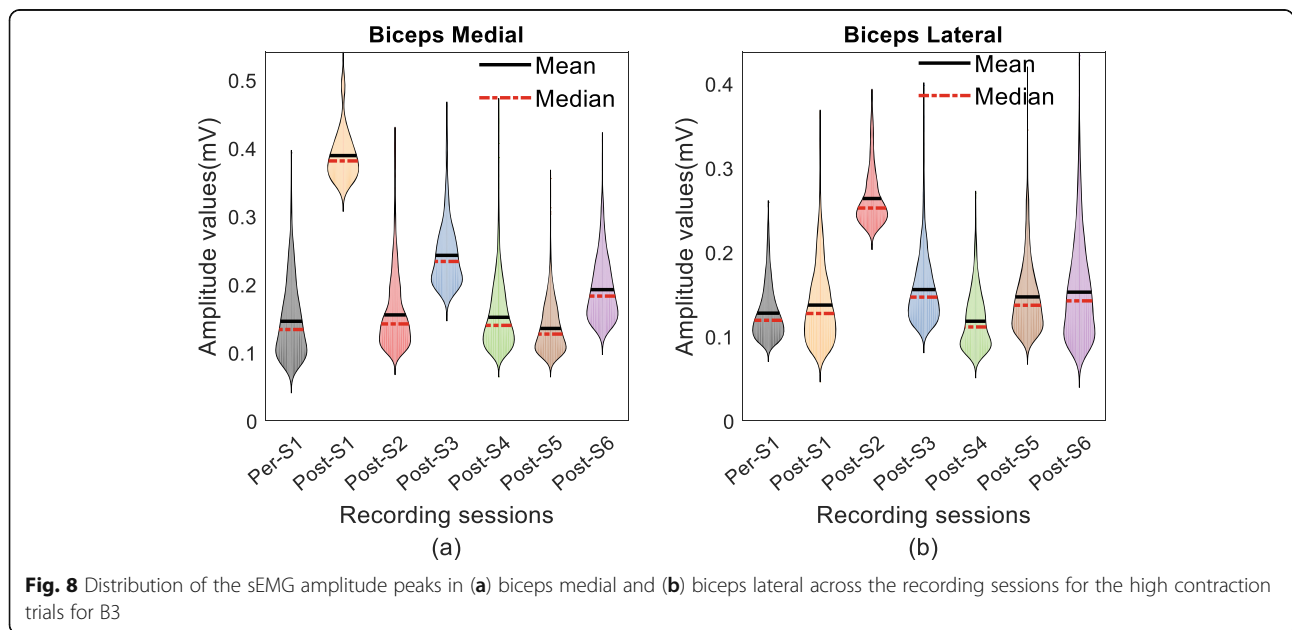 Biceps Medial
Mean
Median
Amplitude values(mV)
0.5
0.4
0.3
0.2
0.1
0
Per-S1
Post-S1
Post-S2
Post-S3
Post-S4
Post-S5
Post-S6
Recording sessions
(a)
Biceps Lateral
Mean
Median
Amplitude values(mV)
0.4
0.3
0.2
0.1
0
Per-S1
Post-S1
Post-S2
Post-S3
Post-S4
Post-S5
Post-S6
Recording sessions
(b)
Fig. 8 Distribution of the sEMG amplitude peaks in (a) biceps medial and (b) biceps lateral across the recording sessions for the high contraction
trials for B3